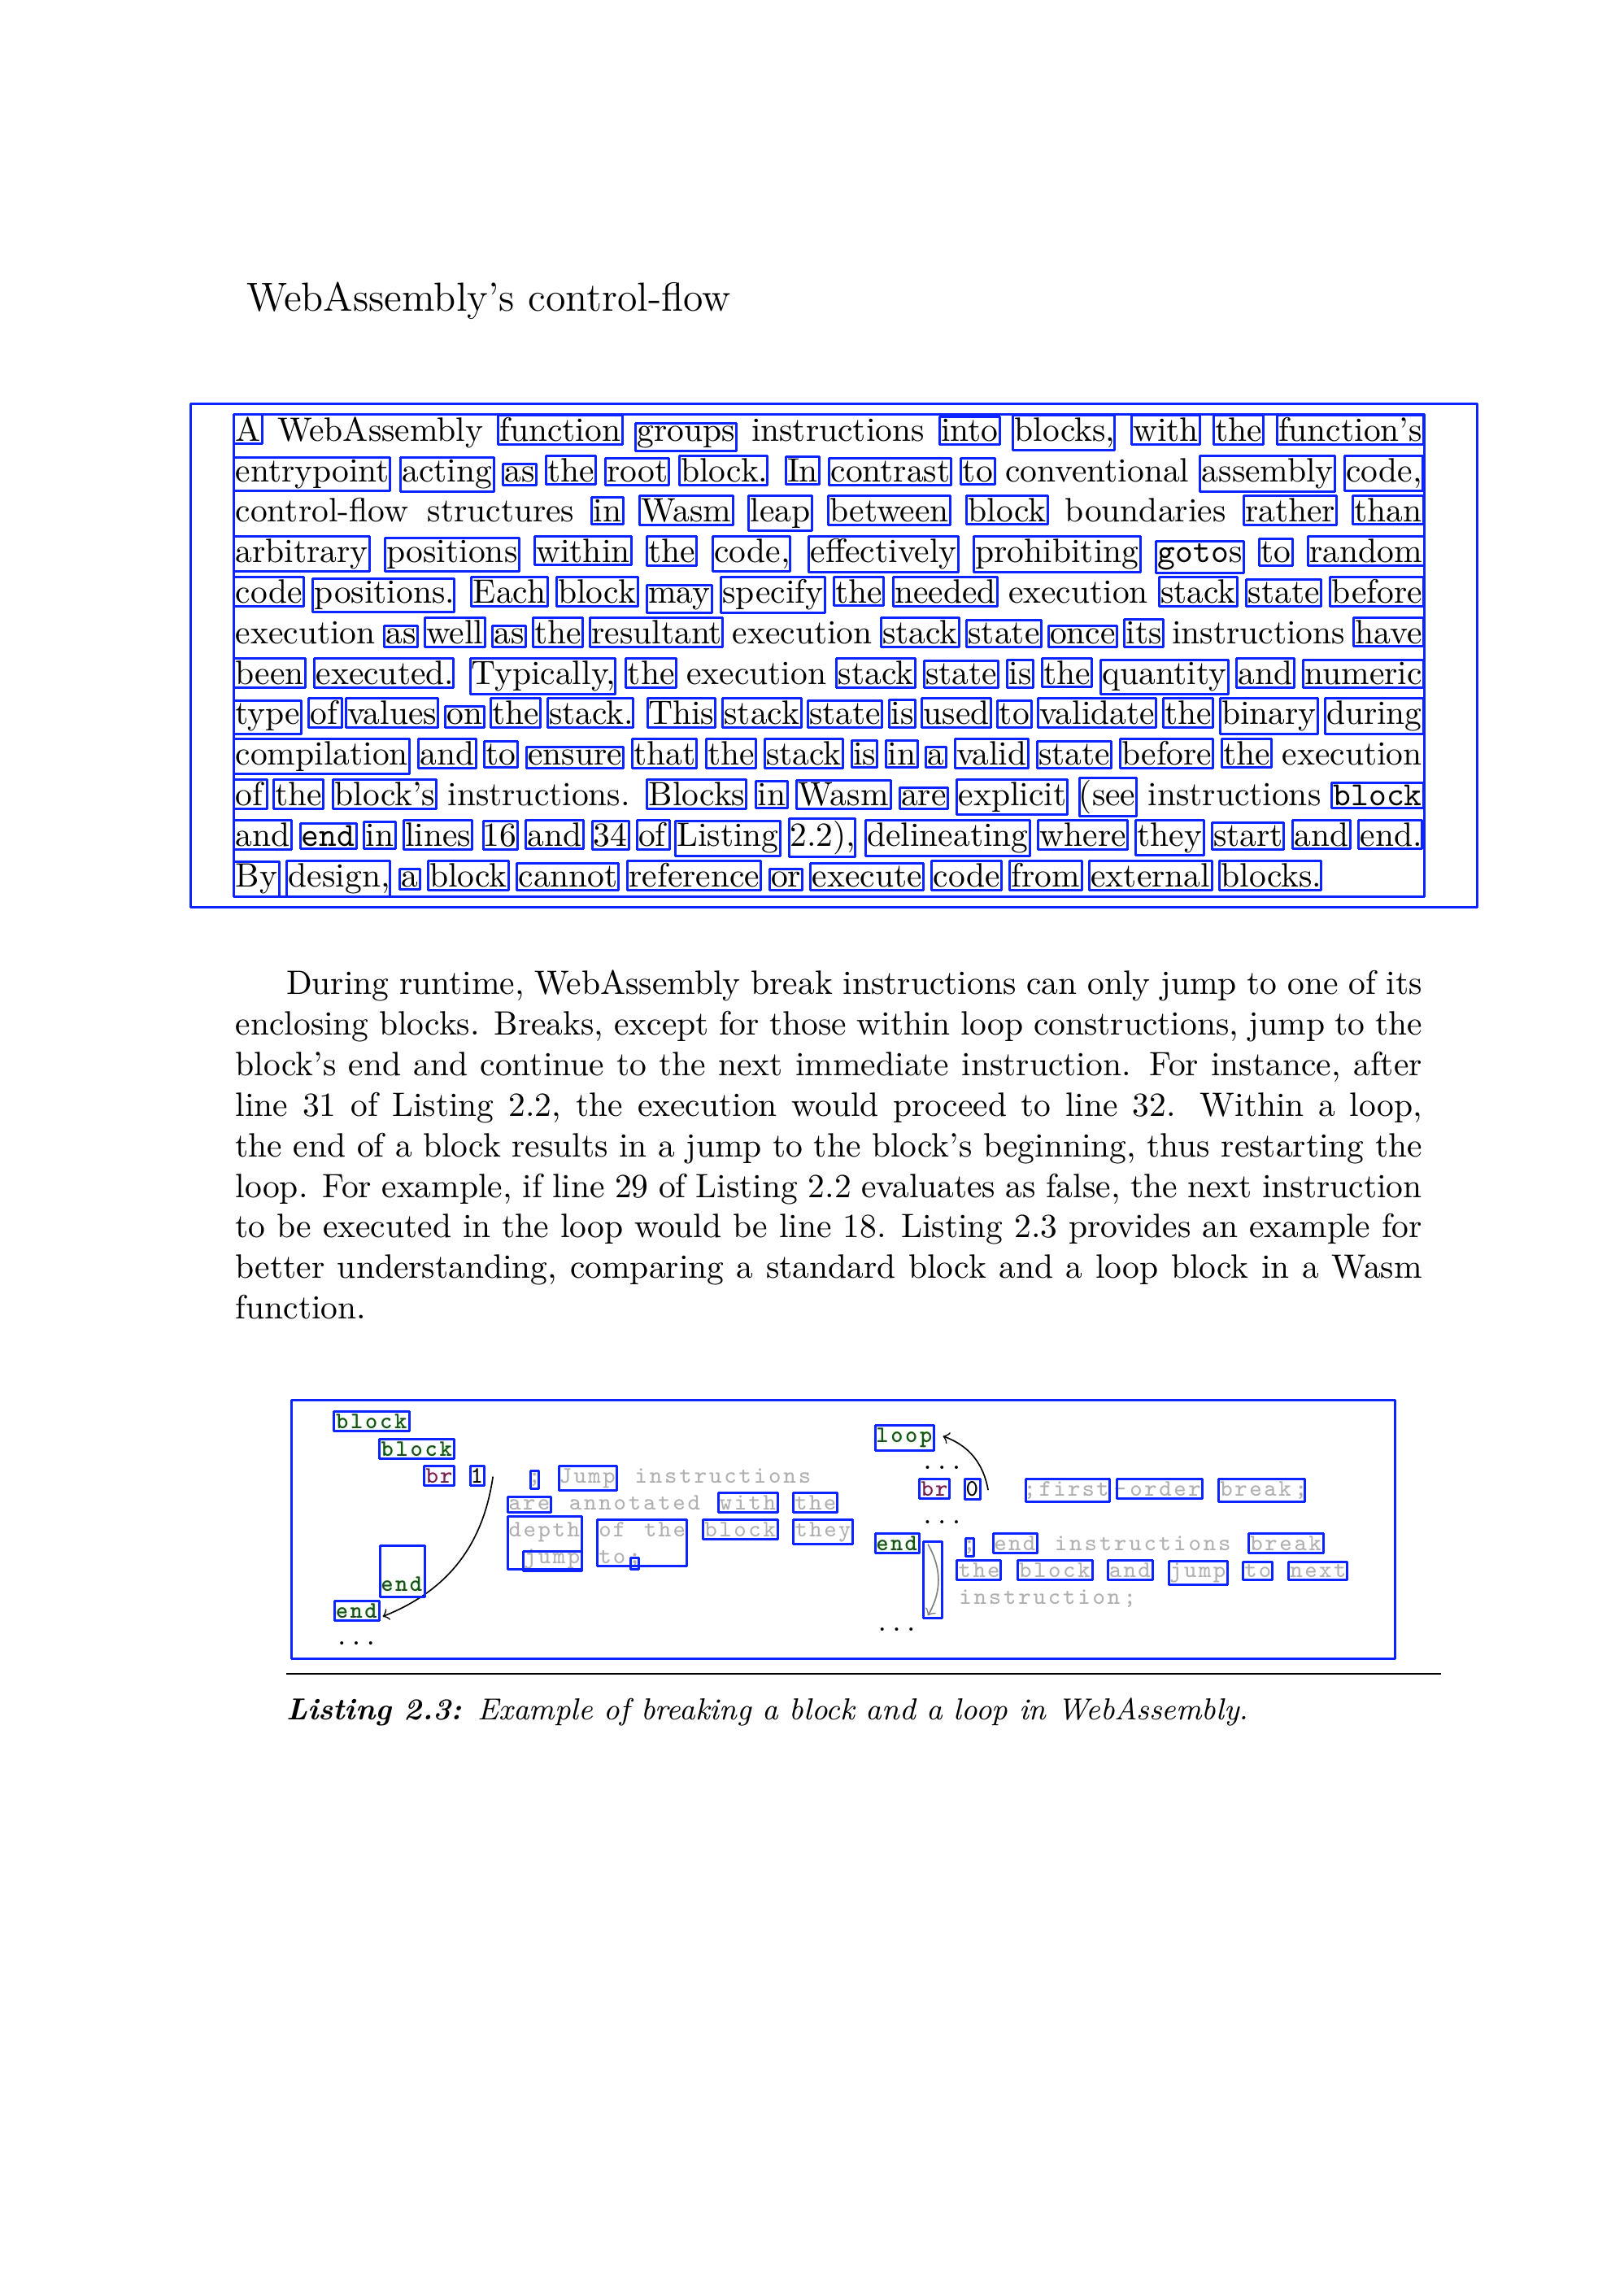 WebAssembly's control-flow
A WebAssembly function groups instructions into blocks, with the function's
entrypoint acting as the root block. In contrast to conventional assembly code,
control-flow structures in Wasm leap between block boundaries rather than
arbitrary positions within the code, effectively prohibiting gotos to random
code positions. Each block may specify the needed execution stack state before
execution as well as the resultant execution stack state once its instructions have
been executed. Typically, the execution stack state is the quantity and numeric
type of values on the stack. This stack state is used to validate the binary during
compilation and to ensure that the stack is in a valid state before the execution
of the block's instructions. Blocks in Wasm are explicit (see instructions block
and end in lines 16 and 34 of Listing 2.2), delineating where they start and end.
By design, a block cannot reference or execute code from external blocks.
During runtime, WebAssembly break instructions can only jump to one of its
enclosing blocks. Breaks, except for those within loop constructions, jump to the
block's end and continue to the next immediate instruction. For instance, after
line 31 of Listing 2.2, the execution would proceed to line 32. Within a loop,
the end of a block results in a jump to the block's beginning, thus restarting the
loop. For example, if line 29 of Listing 2.2 evaluates as false, the next instruction
to be executed in the loop would be line 18. Listing 2.3 provides an example for
better understanding, comparing a standard block and a loop block in a Wasm
function.
block
block
br 1 ; Jump instructions
are annotated with the
depth of the block they
jump to;
end
end
...
loop
...
br 0 ;first-order break;
...
end ; end instructions break
the block and jump to next
instruction;
...
Listing 2.3: Example of breaking a block and a loop in WebAssembly.